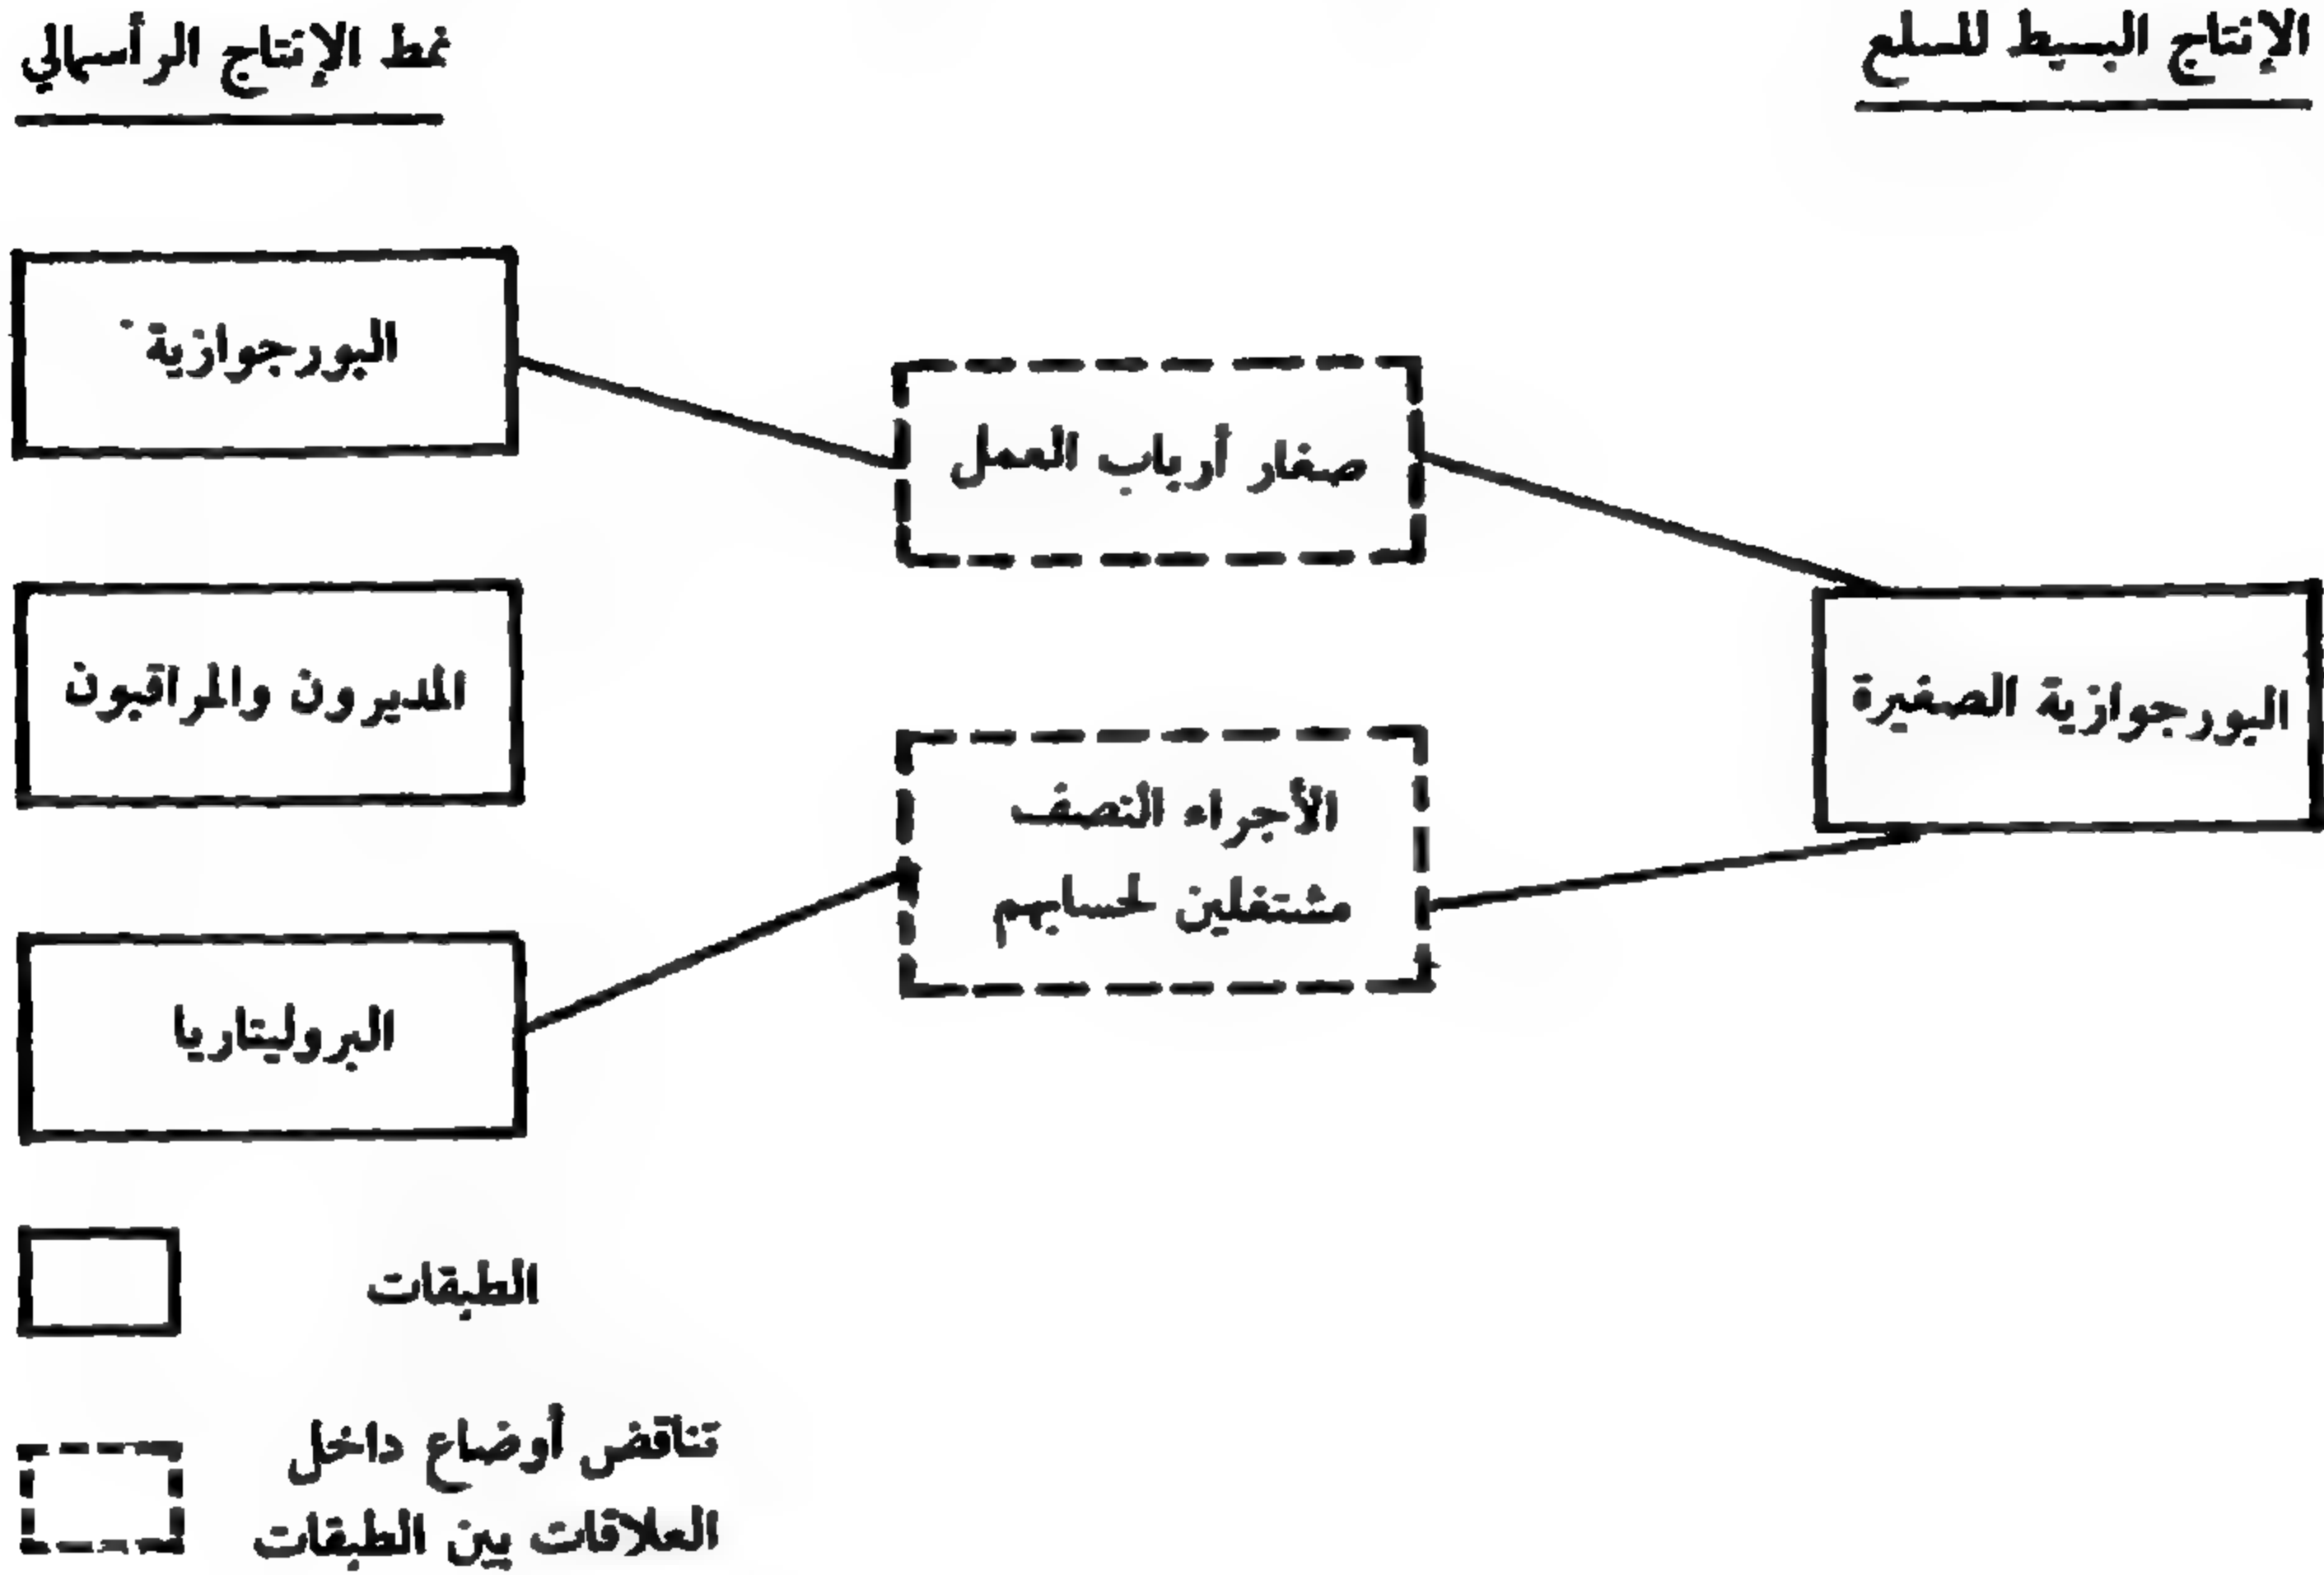 الإنتاج البسيط للسلع
نمط الإنتاج الرأسمالي
البورجوازية
صغار أرباب العمل
المديرون والمراقبون
البورجوازية الصغيرة
الأجراء النصف
مشتغلين لحسابهم
البروليتاريا
الطبقات
تناقض أوضاع داخل
العلاقات بين الطبقات